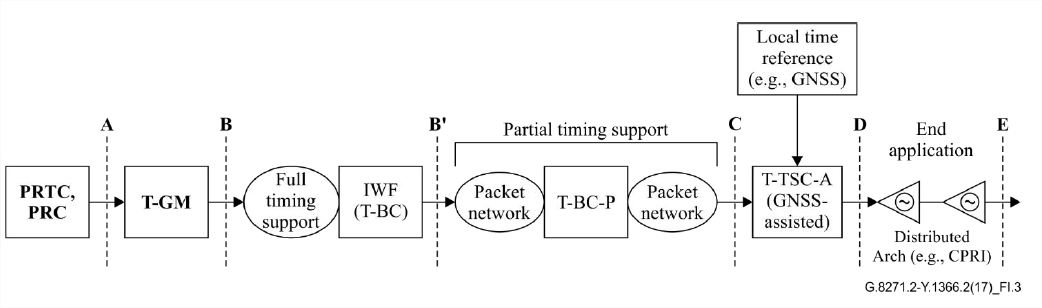 Local time
reference
(e.g., GNSS)
A
B
B'
Partial timing support
C
D
End
application
E
PRTC,
PRC
T-GM
Full
timing
support
IWF
(T-BC)
Packet
network
T-BC-P
Packet
network
T-TSC-A
(GNSS-
assisted)
Distributed
Arch (e.g., CPRI)
G.8271.2-Y.1366.2(17)_FI.3